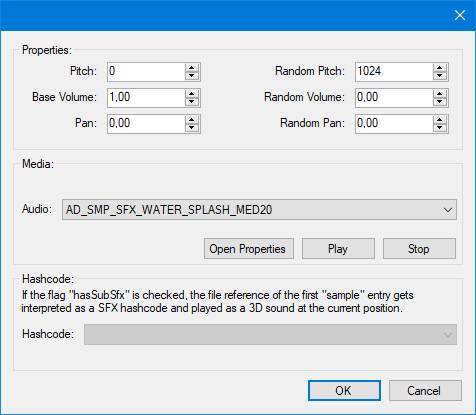 Properties:
Pitch: 0 Random Pitch: 1024
Base Volume: 1,00 Random Volume: 0,00
Pan: 0,00 Random Pan: 0,00
Media:
Audio: AD_SMP_SFX_WATER_SPLASH_MED20
Open Properties Play Stop
Hashcode:
If the flag "hasSubSfx" is checked, the file reference of the first "sample" entry gets
interpreted as a SFX hashcode and played as a 3D sound at the current position.
Hashcode:
OK Cancel